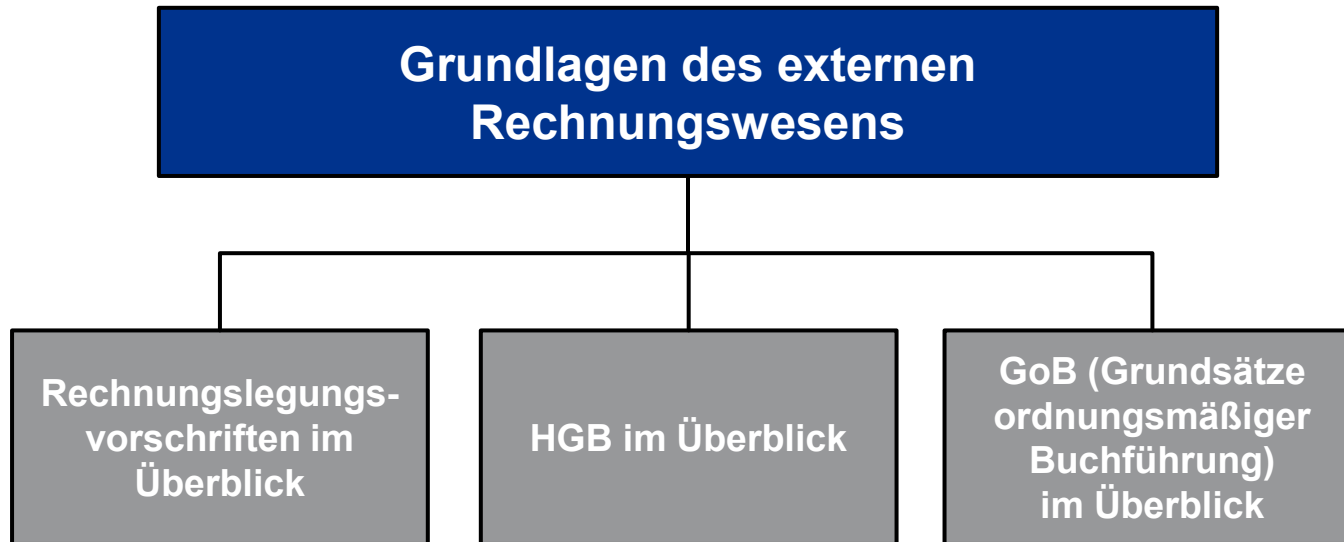 Grundlagen des externen
Rechnungswesens
Rechnungslegungs-
vorschriften im
Überblick
HGB im Überblick
GoB (Grundsätze
ordnungsmäßiger
Buchführung)
im Überblick